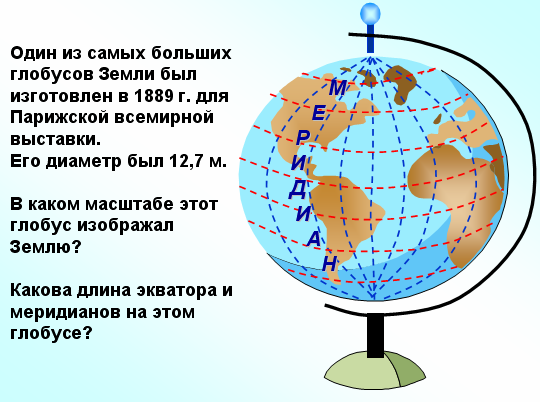 Один из самых больших
глобусов Земли был
изготовлен в 1889 г. для
Парижской всемирной
выставки.
Его диаметр был 12,7 м.
В каком масштабе этот
глобус изображал
Землю?
Какова длина экватора и
меридианов на этом
глобусе?
МЕРИДИАН